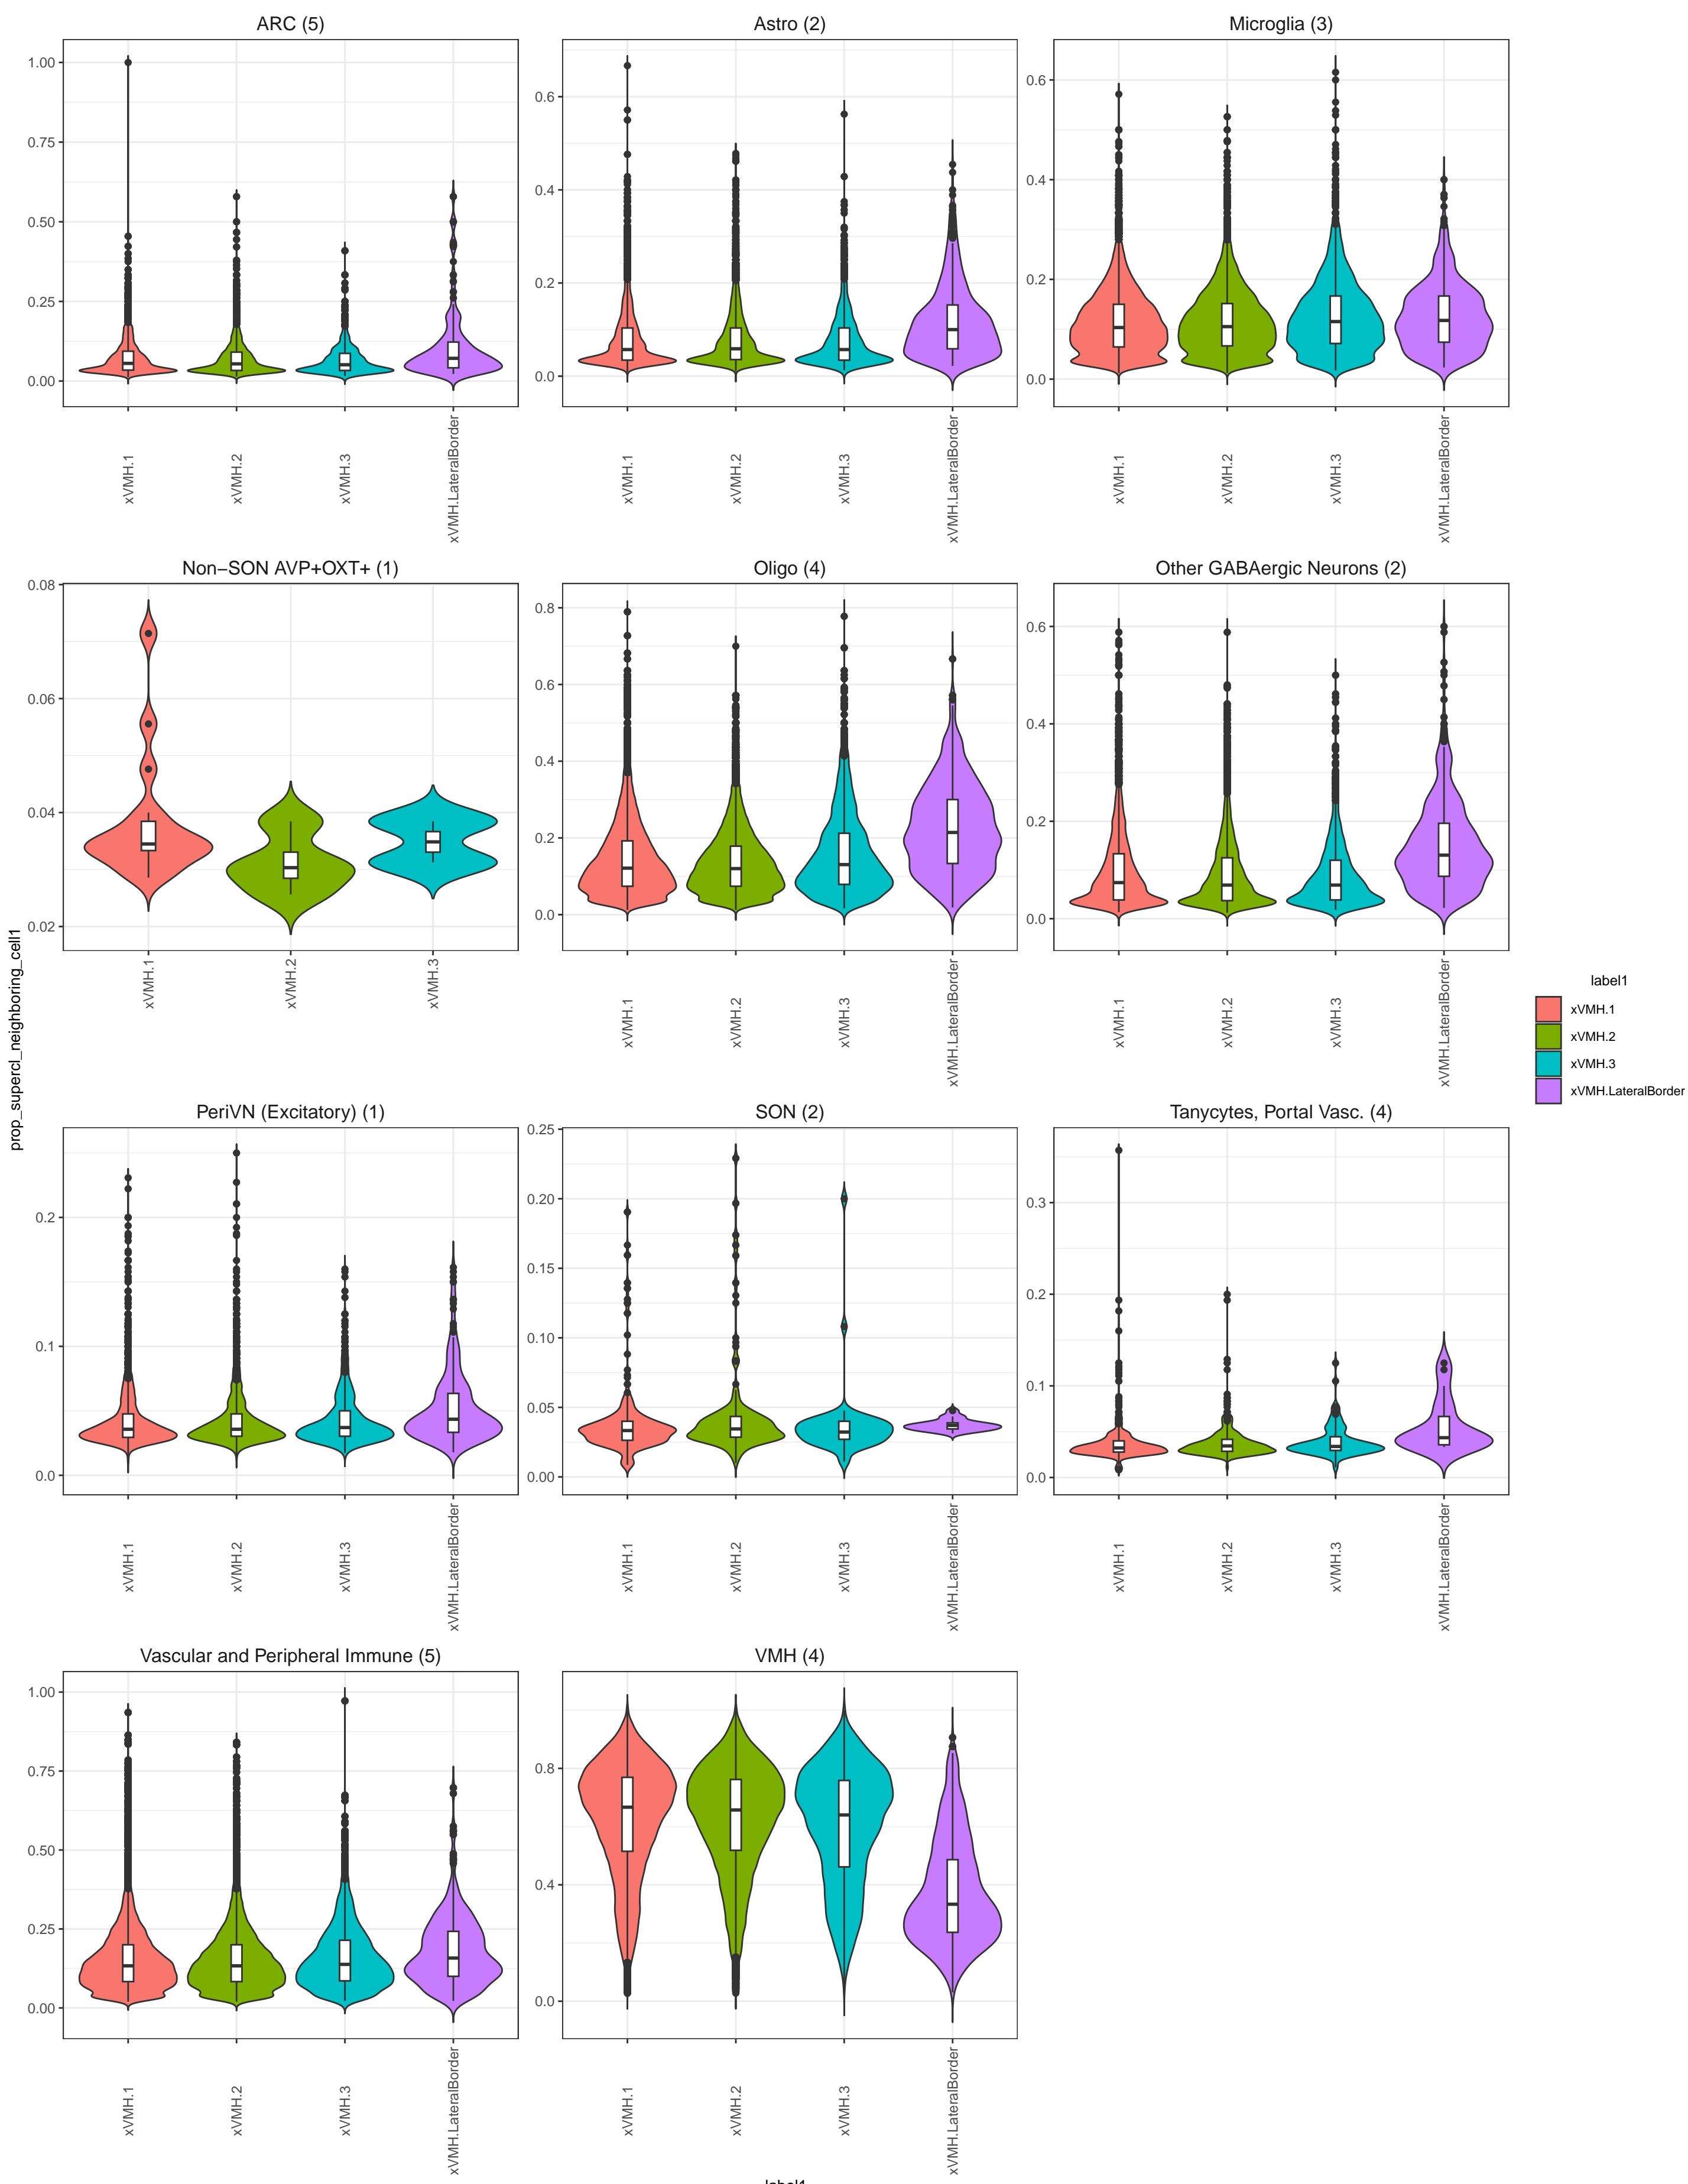 ARC (5)
Astro (2)
Microglia (3)
1.00
0.75
0.50
0.25
0.00
0.6
0.4
0.2
0.0
0.6
0.4
0.2
0.0
xVMH.1
xVMH.2
xVMH.3
xVMH.LateralBorder
xVMH.1
xVMH.2
xVMH.3
xVMH.LateralBorder
xVMH.1
xVMH.2
xVMH.3
xVMH.LateralBorder
Non−SON AVP+OXT+ (1)
Oligo (4)
Other GABAergic Neurons (2)
0.08
0.06
0.04
0.02
0.8
0.6
0.4
0.2
0.0
0.6
0.4
0.2
0.0
xVMH.1
xVMH.2
xVMH.3
xVMH.1
xVMH.2
xVMH.3
xVMH.LateralBorder
xVMH.1
xVMH.2
xVMH.3
xVMH.LateralBorder
prop_supercl_neighboring_cell1
label1
xVMH.1
xVMH.2
xVMH.3
xVMH.LateralBorder
PeriVN (Excitatory) (1)
SON (2)
Tanycytes, Portal Vasc. (4)
0.2
0.1
0.0
0.25
0.20
0.15
0.10
0.05
0.00
0.3
0.2
0.1
0.0
xVMH.1
xVMH.2
xVMH.3
xVMH.LateralBorder
xVMH.1
xVMH.2
xVMH.3
xVMH.LateralBorder
xVMH.1
xVMH.2
xVMH.3
xVMH.LateralBorder
Vascular and Peripheral Immune (5)
VMH (4)
1.00
0.75
0.50
0.25
0.00
0.8
0.4
0.0
xVMH.1
xVMH.2
xVMH.3
xVMH.LateralBorder
xVMH.1
xVMH.2
xVMH.3
xVMH.LateralBorder
label1